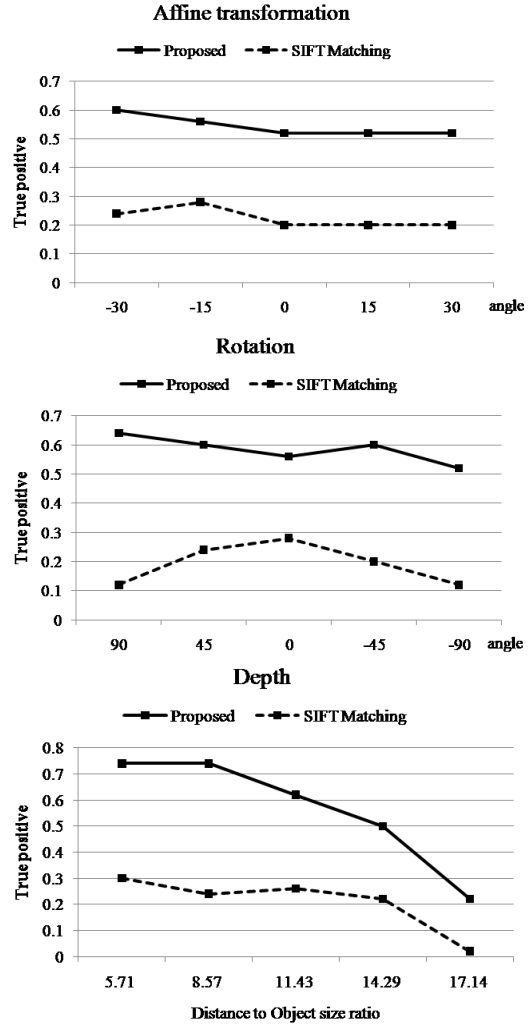 Affine transformation
Proposed SIFT Matching
0.7
0.6
0.5
0.4
0.3
0.2
0.1
0
True positive
-30 -15 0 15 30 angle
Rotation
Proposed SIFT Matching
0.7
0.6
0.5
0.4
0.3
0.2
0.1
0
True positive
90 45 0 -45 -90 angle
Depth
Proposed SIFT Matching
0.8
0.7
0.6
0.5
0.4
0.3
0.2
0.1
0
True positive
5.71 8.57 11.43 14.29 17.14
Distance to Object size ratio